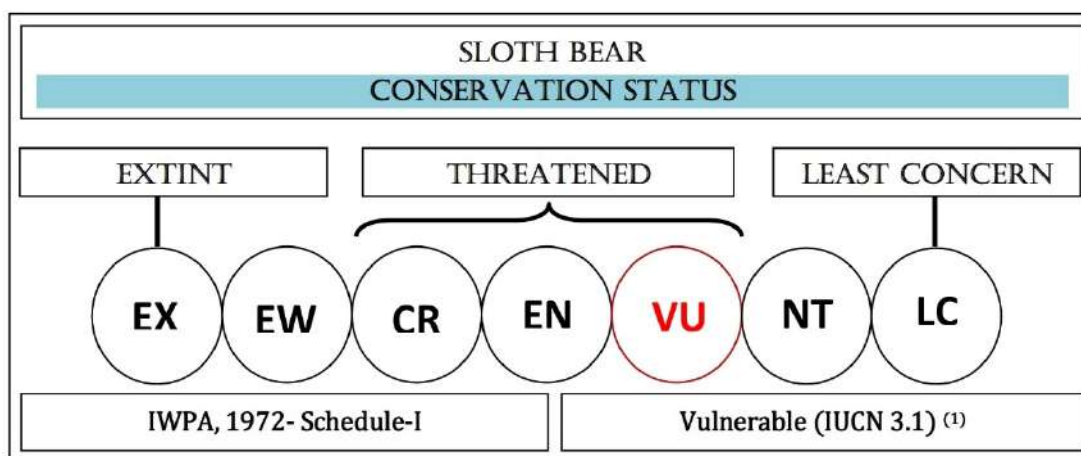 SLOTH BEAR
CONSERVATION STATUS
EXTINT THREATENED LEAST CONCERN
EX EW CR EN VU NT LC
IWPA, 1972- Schedule-I Vulnerable (IUCN 3.1) (1)